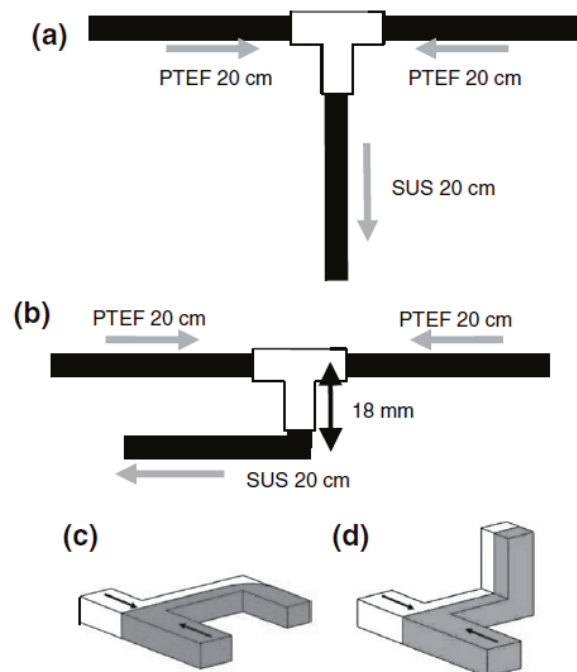 (a)
PTEF 20 cm PTEF 20 cm
SUS 20 cm
(b)
PTEF 20 cm PTEF 20 cm
18 mm
SUS 20 cm
(c) (d)